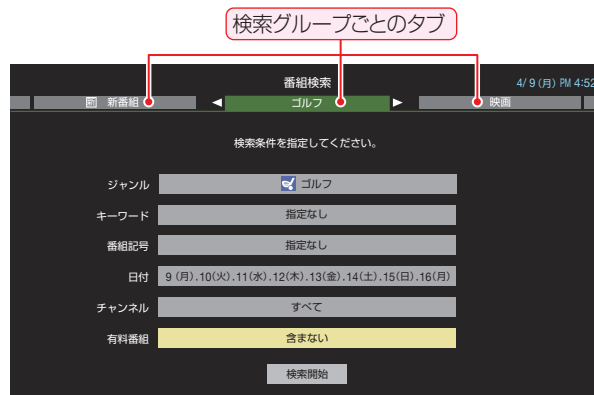 検索グループごとのタブ
番組検索 4/ 9 (月) PM 4:52
新 新番組 ◀ ゴルフ ▶ 映画
検索条件を指定してください。
ジャンル ゴルフ
キーワード 指定なし
番組記号 指定なし
日付 9 (月).10(火).11(水).12(木).13(金).14(土).15(日).16(月)
チャンネル すべて
有料番組 含まない
検索開始